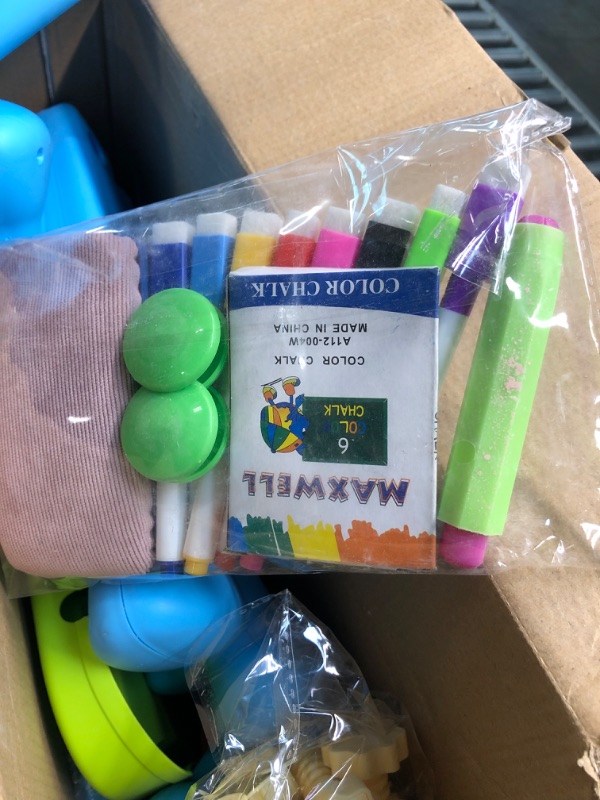 MAXWELL
6
COLOR
CHALK
COLOR CHALK
A112-004W
MADE IN CHINA
COLOR CHALK